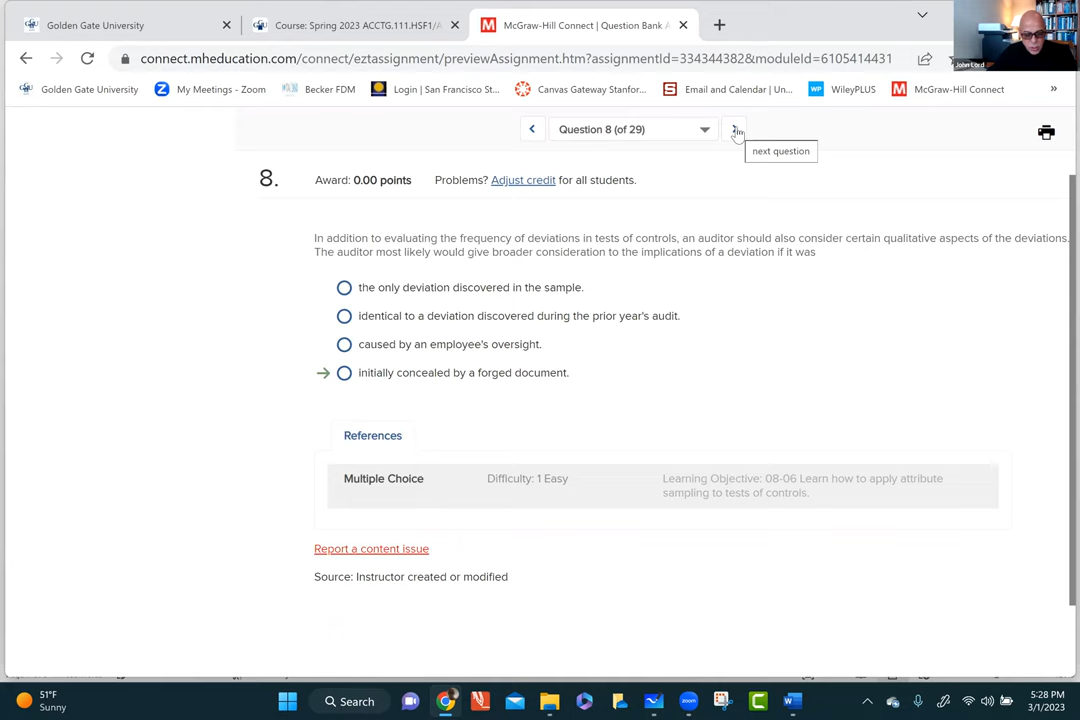 Golden Gate University
Course: Spring 2023 ACCTG.111.HSF1/A
McGraw-Hill Connect | Question Bank A
connect.mheducation.com/connect/eztassignment/previewAssignment.htm?assignmentId=334344382&moduleId=6105414431
John Lord
Golden Gate University
My Meetings - Zoom
Becker FDM
Login | San Francisco St...
Canvas Gateway Stanfor...
Email and Calendar | Un...
WileyPLUS
McGraw-Hill Connect
»
Question 8 (of 29)
next question
8.
Award: 0.00 points
Problems? Adjust credit for all students.
In addition to evaluating the frequency of deviations in tests of controls, an auditor should also consider certain qualitative aspects of the deviations.
The auditor most likely would give broader consideration to the implications of a deviation if it was
the only deviation discovered in the sample.
identical to a deviation discovered during the prior year's audit.
caused by an employee's oversight.
initially concealed by a forged document.
References
Multiple Choice
Difficulty: 1 Easy
Learning Objective: 08-06 Learn how to apply attribute
sampling to tests of controls.
Report a content issue
Source: Instructor created or modified
51°F
Sunny
Search
5:28 PM
3/1/2023